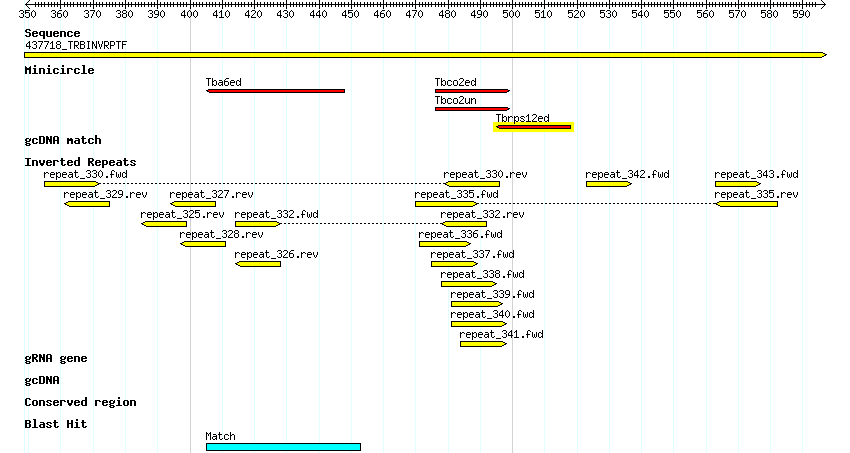 350 360 370 380 390 400 410 420 430 440 450 460 470 480 490 500 510 520 530 540 550 560 570 580 590
Sequence
437718_TRBINVRPTF
Minicircle
Tba6ed Tbco2ed
Tbco2un
Tbrps12ed
gcDNA match
Inverted Repeats
repeat_330.fwd repeat_330.rev repeat_342.fwd repeat_343.fwd
repeat_329.rev repeat_327.rev repeat_335.fwd repeat_335.rev
repeat_325.rev repeat_332.fwd repeat_332.rev
repeat_328.rev repeat_336.fwd
repeat_326.rev repeat_337.fwd
repeat_338.fwd
repeat_339.fwd
repeat_340.fwd
repeat_341.fwd
gRNA gene
gcDNA
Conserved region
Blast Hit
Match